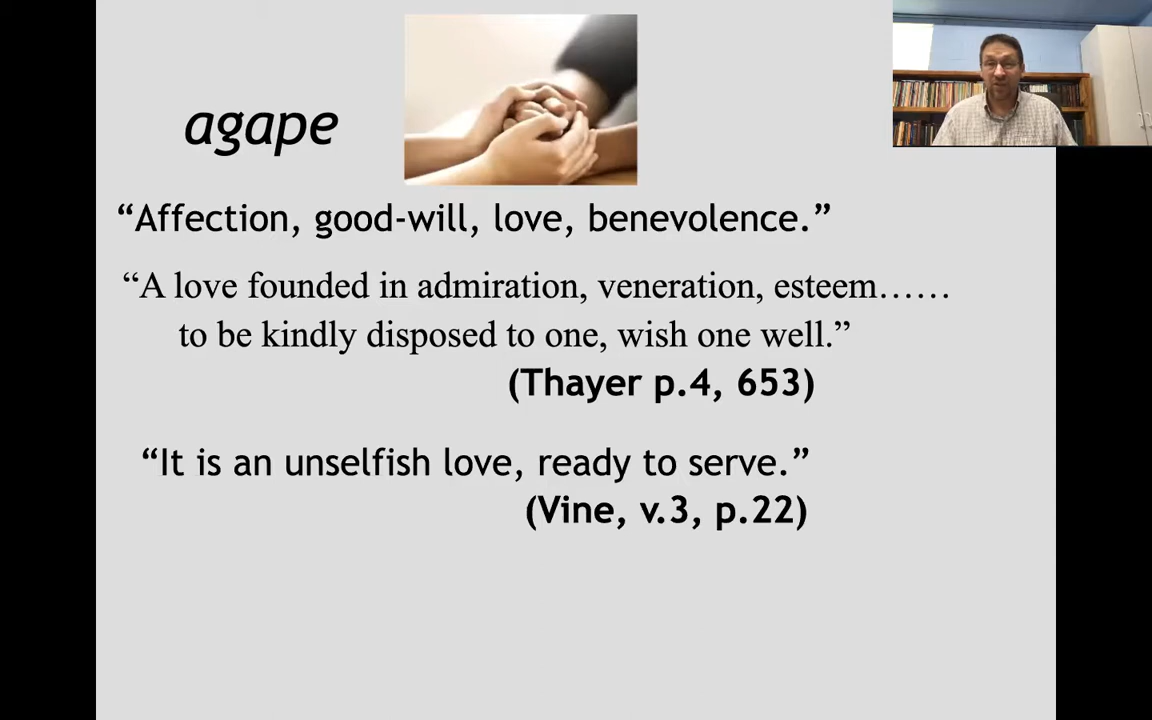 agape
“Affection, good-will, love, benevolence.”
“A love founded in admiration, veneration, esteem……
to be kindly disposed to one, wish one well.”
(Thayer p.4, 653)
“It is an unselfish love, ready to serve.”
(Vine, v.3, p.22)